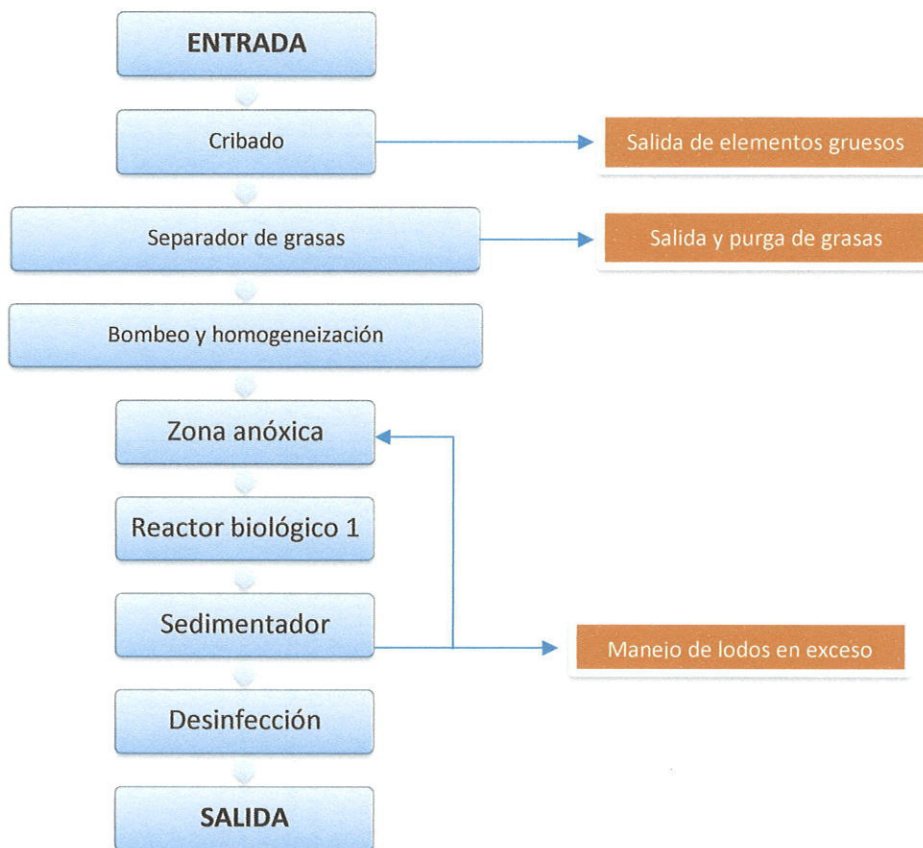 ENTRADA
Cribado
Salida de elementos gruesos
Separador de grasas
Salida y purga de grasas
Bombeo y homogeneización
Zona anóxica
Reactor biológico 1
Sedimentador
Manejo de lodos en exceso
Desinfección
SALIDA